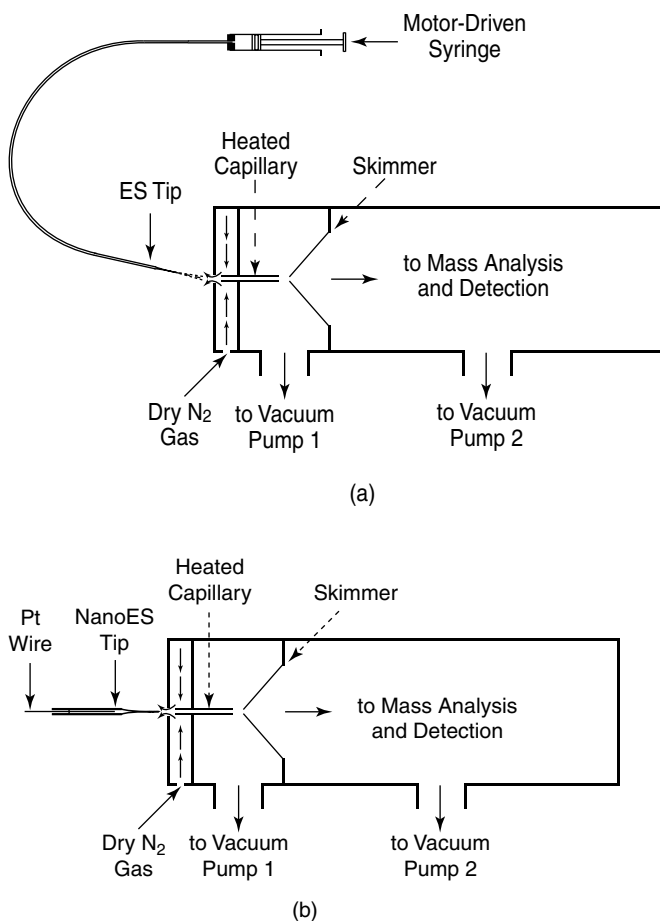 Motor-Driven
Syringe
Heated
Capillary
Skimmer
ES Tip
to Mass Analysis
and Detection
Dry N2
Gas
to Vacuum
Pump 1
to Vacuum
Pump 2
(a)
Heated
Capillary
Skimmer
Pt
Wire
NanoES
Tip
to Mass Analysis
and Detection
Dry N2
Gas
to Vacuum
Pump 1
to Vacuum
Pump 2
(b)